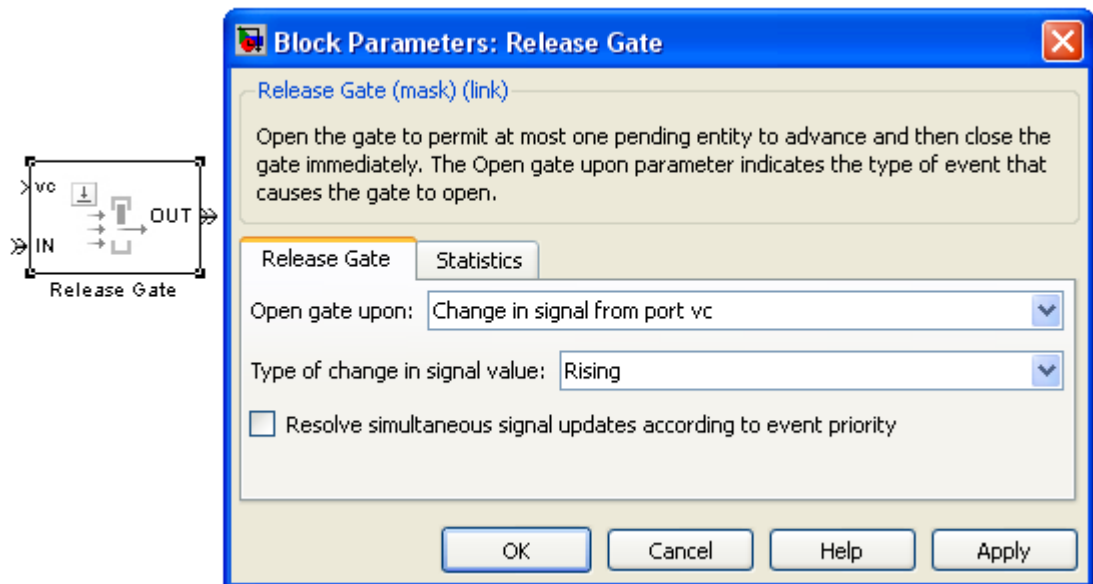 Block Parameters: Release Gate
Release Gate (mask) (link)
Open the gate to permit at most one pending entity to advance and then close the
gate immediately. The Open gate upon parameter indicates the type of event that
causes the gate to open.
vc
OUT
IN
Release Gate
Release Gate Statistics
Open gate upon: Change in signal from port vc
Type of change in signal value: Rising
Resolve simultaneous signal updates according to event priority
OK Cancel Help Apply